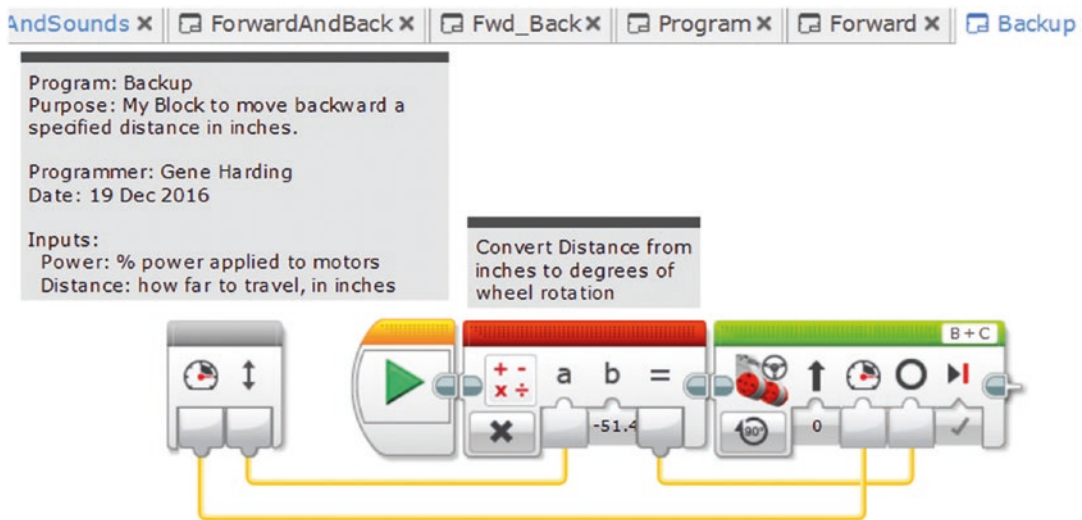 AndSounds ForwardAndBack Fwd_Back Program Forward Backup
Program: Backup
Purpose: My Block to move backward a
specified distance in inches.
Programmer: Gene Harding
Date: 19 Dec 2016
Inputs:
Power: % power applied to motors
Distance: how far to travel, in inches
Convert Distance from
inches to degrees of
wheel rotation
B+C
+ -
x ÷
a b =
-51.4
90°
0